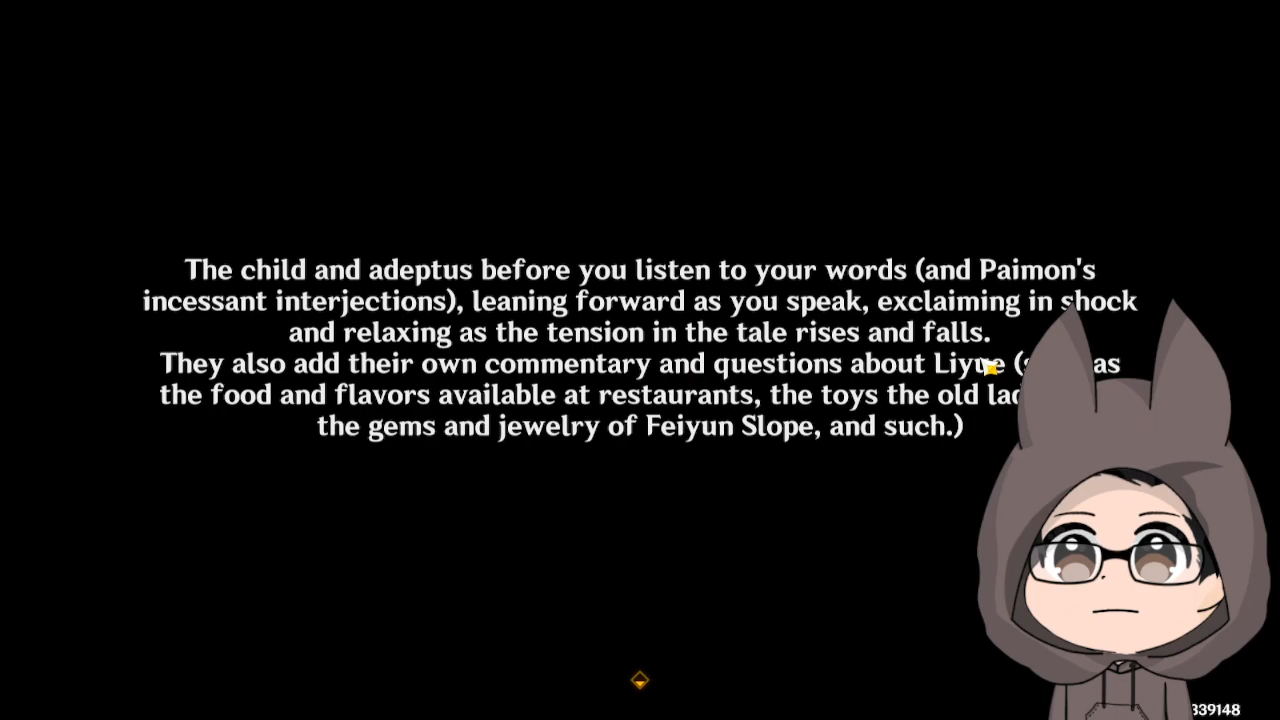 The child and adeptus before you listen to your words (and Paimon's
incessant interjections), leaning forward as you speak, exclaiming in shock
and relaxing as the tension in the tale rises and falls.
They also add their own commentary and questions about Liyue ( as
the food and flavors available at restaurants, the toys the old
the gems and jewelry of Feiyun Slope, and such.)
339148